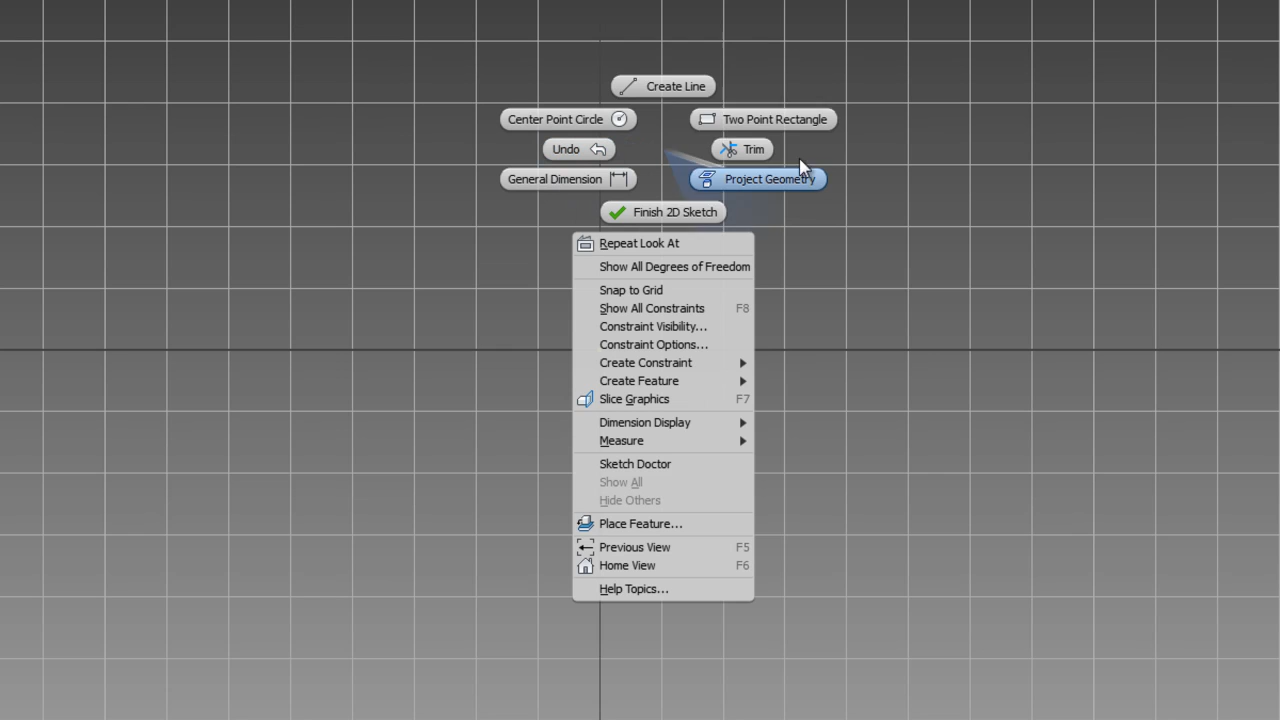 Create Line
Center Point Circle
Two Point Rectangle
Undo
Trim
General Dimension
Project Geometry
Finish 2D Sketch
Repeat Look At
Show All Degrees of Freedom
Snap to Grid
Show All Constraints F8
Constraint Visibility...
Constraint Options...
Create Constraint
Create Feature
Slice Graphics F7
Dimension Display
Measure
Sketch Doctor
Show All
Hide Others
Place Feature...
Previous View F5
Home View F6
Help Topics...